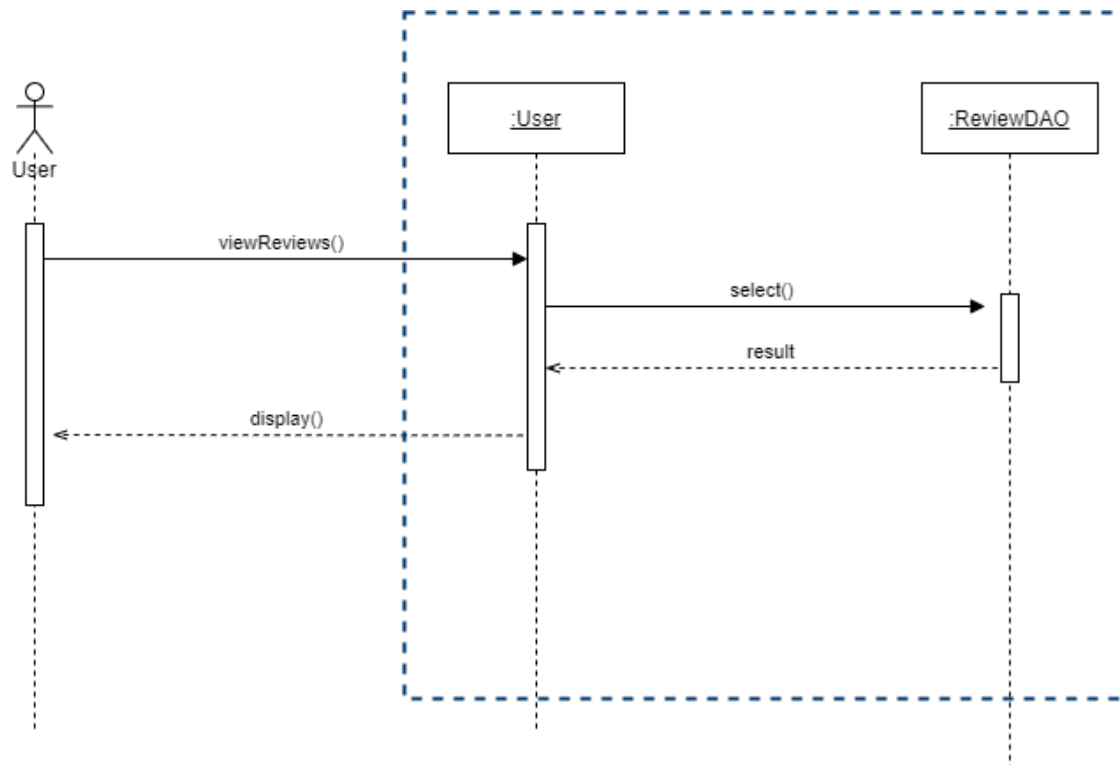 :User
:ReviewDAO
User
viewReviews()
select()
result
display()